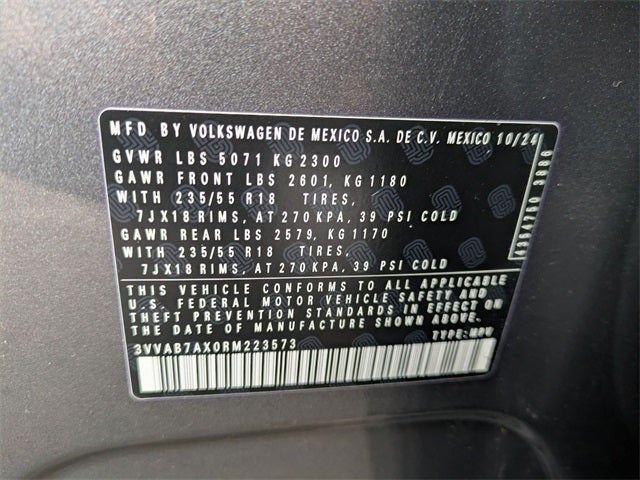 MFD. BY VOLKSWAGEN DE MEXICO S.A. DE C.V. MEXICO 10/24
GVWR LBS 5071 KG 2300
GAWR FRONT LBS 2601, KG 1180
WITH 235/55 R18 TIRES,
7JX18 RIMS, AT 270 KPA, 39 PSI COLD
GAWR REAR LBS 2579, KG 1170
WITH 235/55 R18 TIRES,
7JX18 RIMS, AT 270 KPA, 39 PSI COLD
THIS VEHICLE CONFORMS TO ALL APPLICABLE
U.S. FEDERAL MOTOR VEHICLE SAFETY AND
THEFT PREVENTION STANDARDS IN EFFECT ON
THE DATE OF MANUFACTURE SHOWN ABOVE.
3VVAB7AX0RM223573 TYPE: MPV